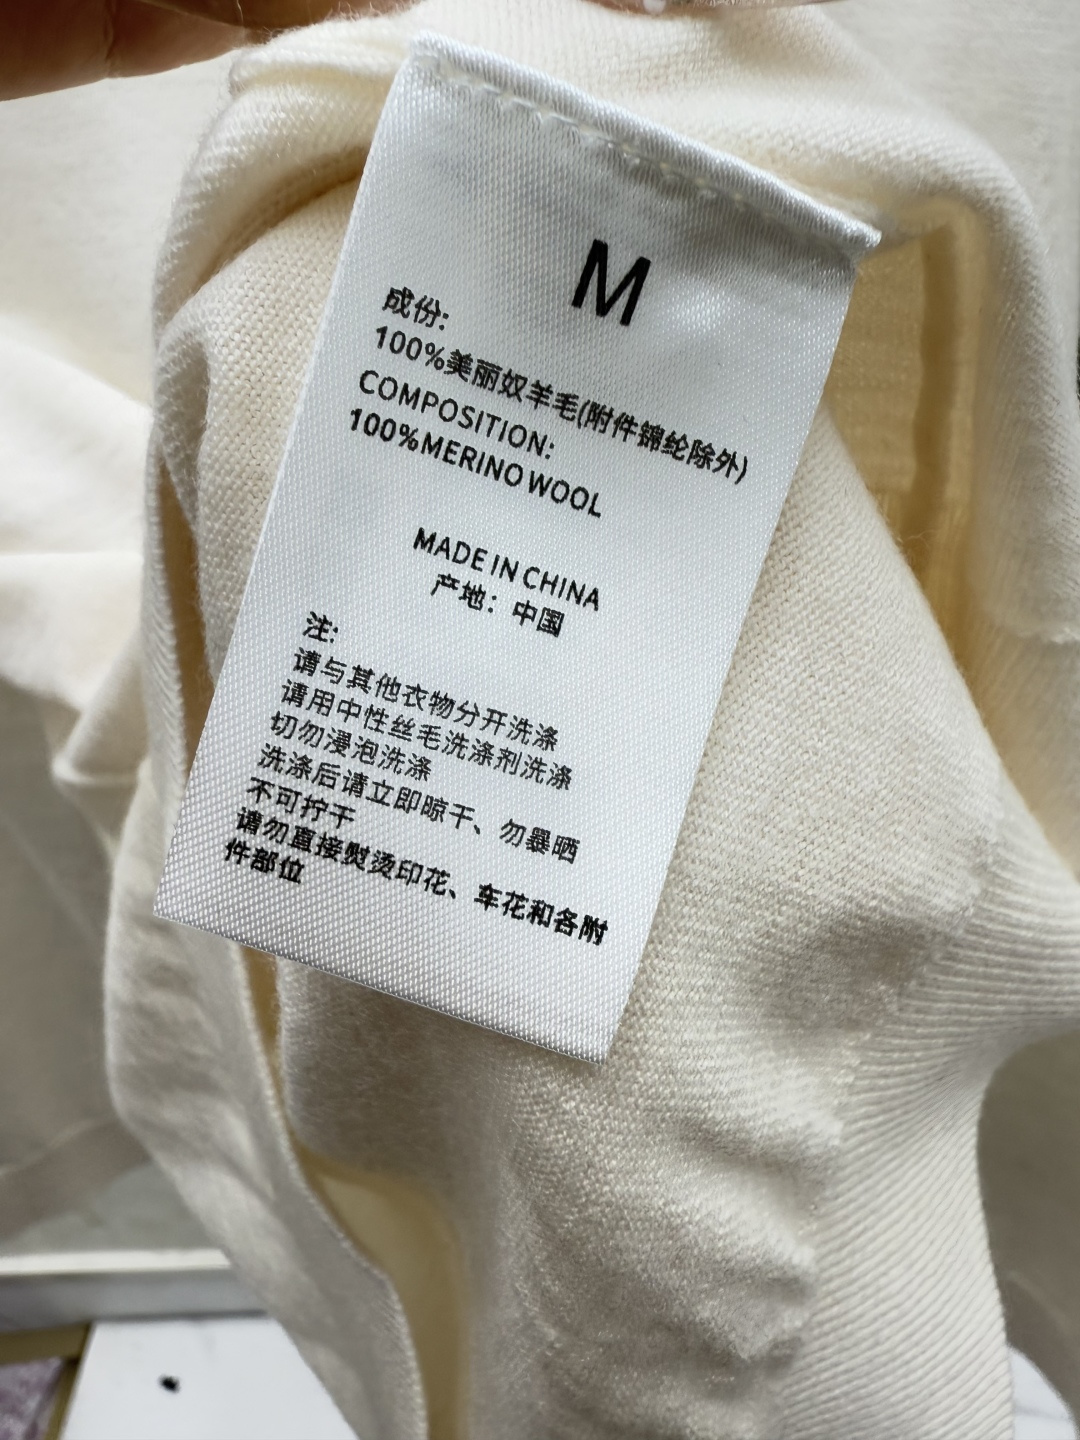 M
成份:
100%美丽奴羊毛(附件锦纶除外)
COMPOSITION:
100%MERINO WOOL
MADE IN CHINA
产地：中国
注:
请与其他衣物分开洗涤
请用中性丝毛洗涤剂洗涤
切勿浸泡洗涤
洗涤后请立即晾干、勿暴晒
不可拧干
请勿直接熨烫印花、车花和各附
件部位